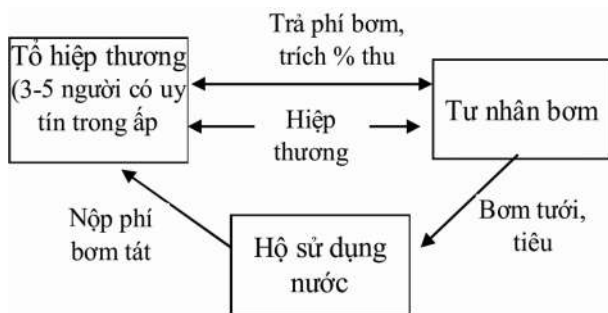 Tổ hiệp thương
(3-5 người có uy
tín trong ấp
Trả phí bơm,
trích % thu
Hiệp
thương
Tư nhân bơm
Nộp phí
bơm tát
Hộ sử dụng
nước
Bơm tưới,
tiêu